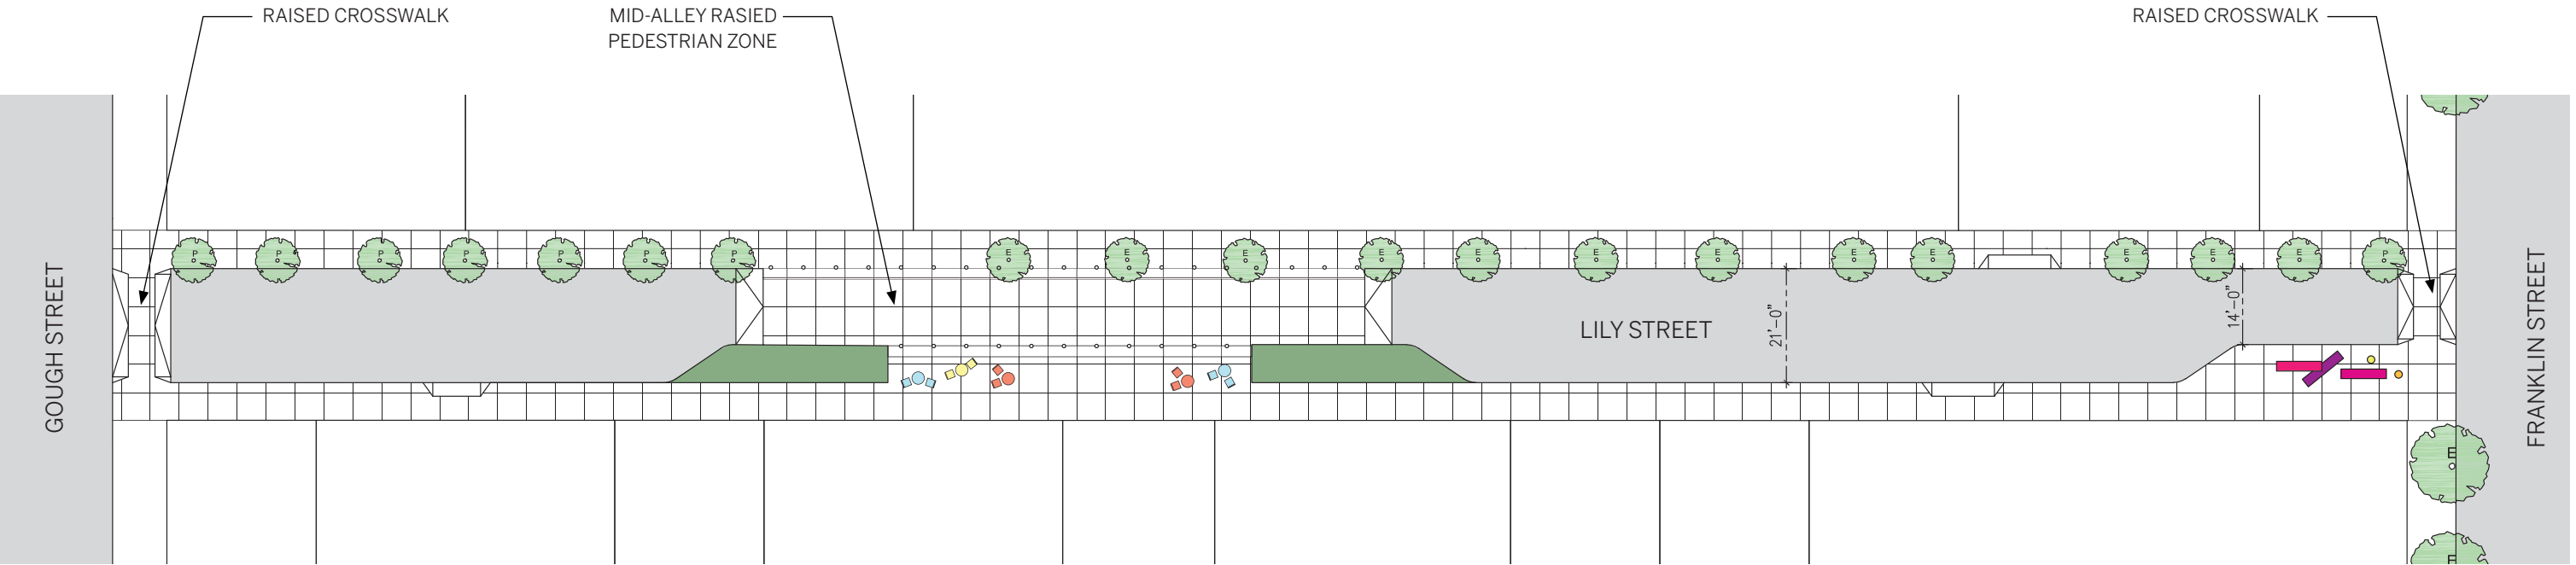 RAISED CROSSWALK
MID-ALLEY RASIED
PEDESTRIAN ZONE
RAISED CROSSWALK
P
P
P
P
P
P
P
E
E
E
E
E
E
E
E
E
E
E
E
P
GOUGH STREET
LILY STREET
21'-0"
14'-0"
FRANKLIN STREET
E
E